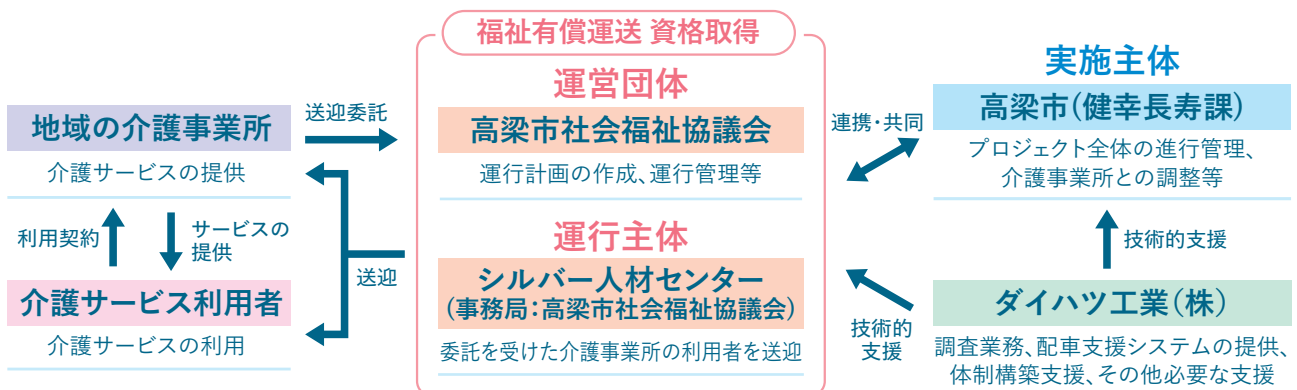 福祉有償運送 資格取得
地域の介護事業所
介護サービスの提供
利用契約
サービスの
提供
介護サービス利用者
介護サービスの利用
送迎委託
送迎
運営団体
高梁市社会福祉協議会
運行計画の作成、運行管理等
運行主体
シルバー人材センター
(事務局:高梁市社会福祉協議会)
委託を受けた介護事業所の利用者を送迎
連携・共同
技術的
支援
実施主体
高梁市(健幸長寿課)
プロジェクト全体の進行管理、
介護事業所との調整等
技術的支援
ダイハツ工業(株)
調査業務、配車支援システムの提供、
体制構築支援、その他必要な支援